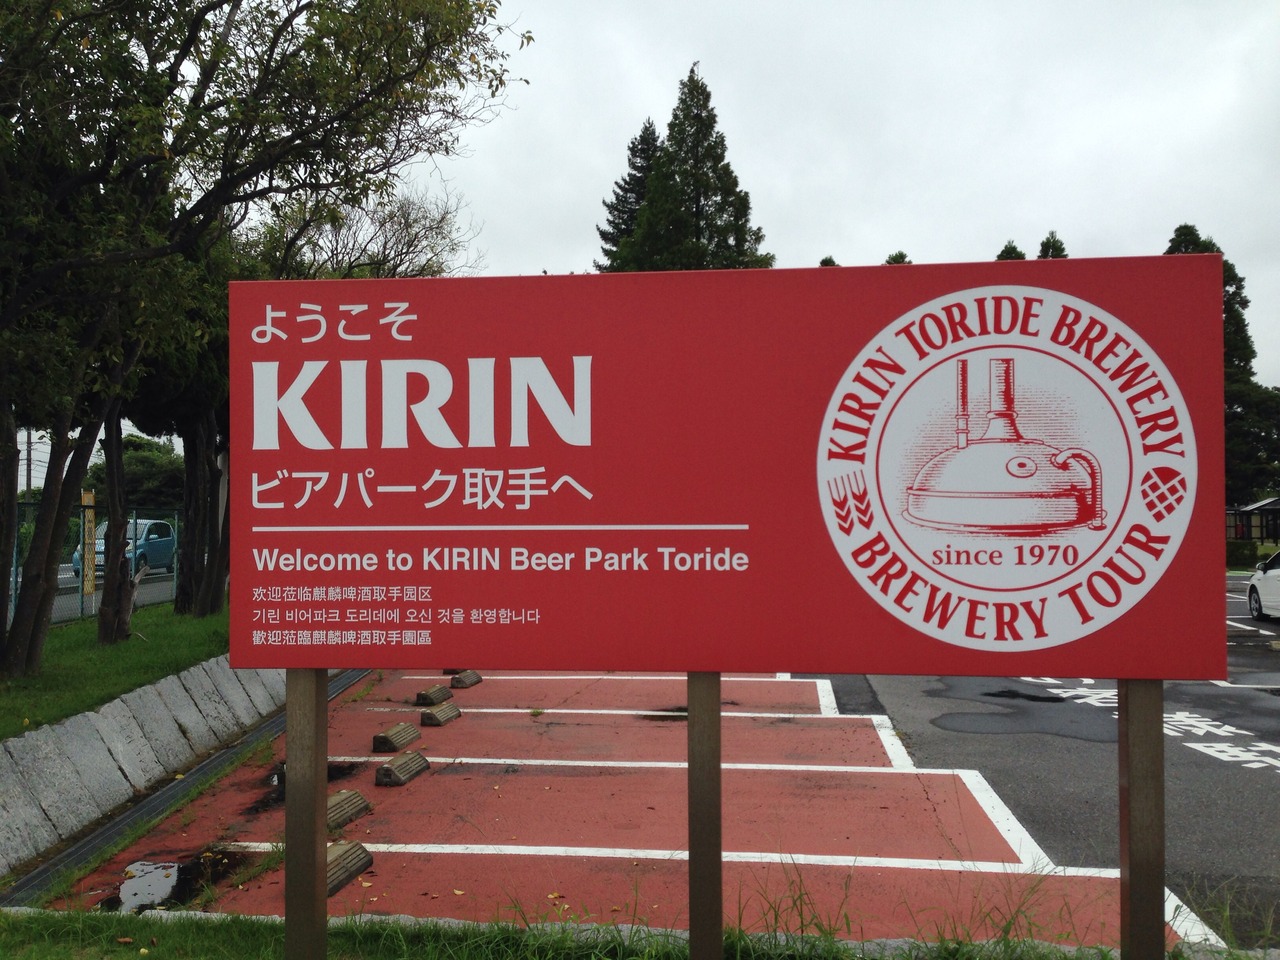 ようこそ
KIRIN
ビアパーク取手へ
Welcome to KIRIN Beer Park Toride
欢迎莅临麒麟啤酒取手园区
기린 비어파크 도리데에 오신 것을 환영합니다
歡迎蒞臨麒麟啤酒取手園區
KIRIN TORIDE BREWERY
since 1970
BREWERY TOUR